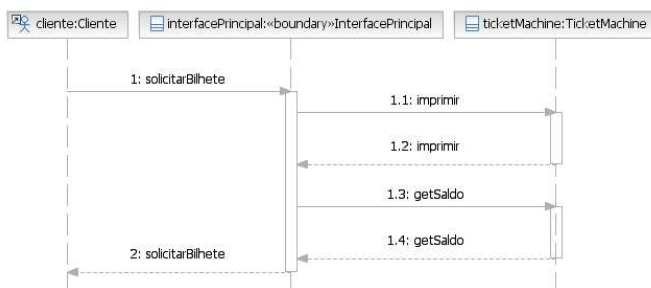 cliente:Cliente
interfacePrincipal:«boundary»InterfacePrincipal
ticketMachine:TicketMachine
1: solicitarBilhete
1.1: imprimir
1.2: imprimir
1.3: getSaldo
1.4: getSaldo
2: solicitarBilhete